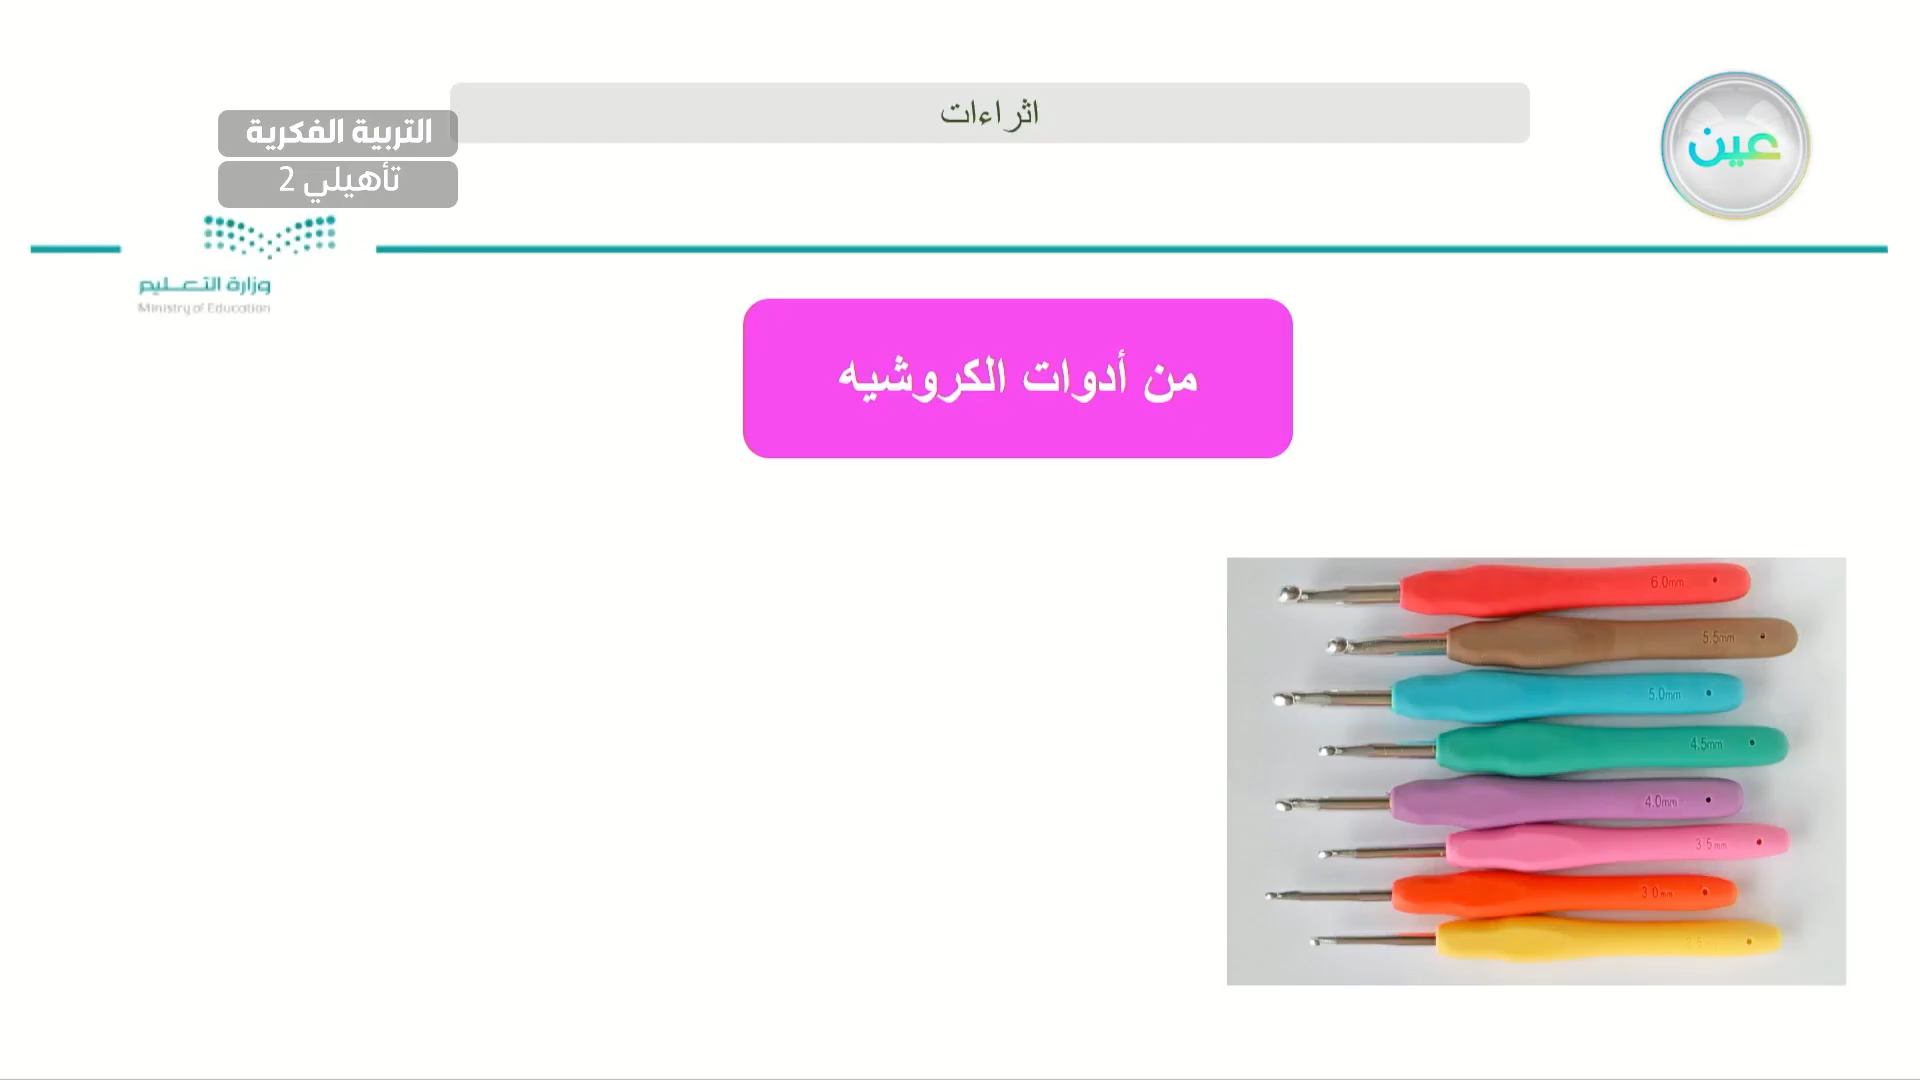 اثراءات
عين
التربية الفكرية
تأهيلي 2
وزارة التعليم
Ministry of Education
من أدوات الكروشيه
6.0mm
5.5mm
5.0mm
4.5mm
4.0mm
3.5mm
3.0mm